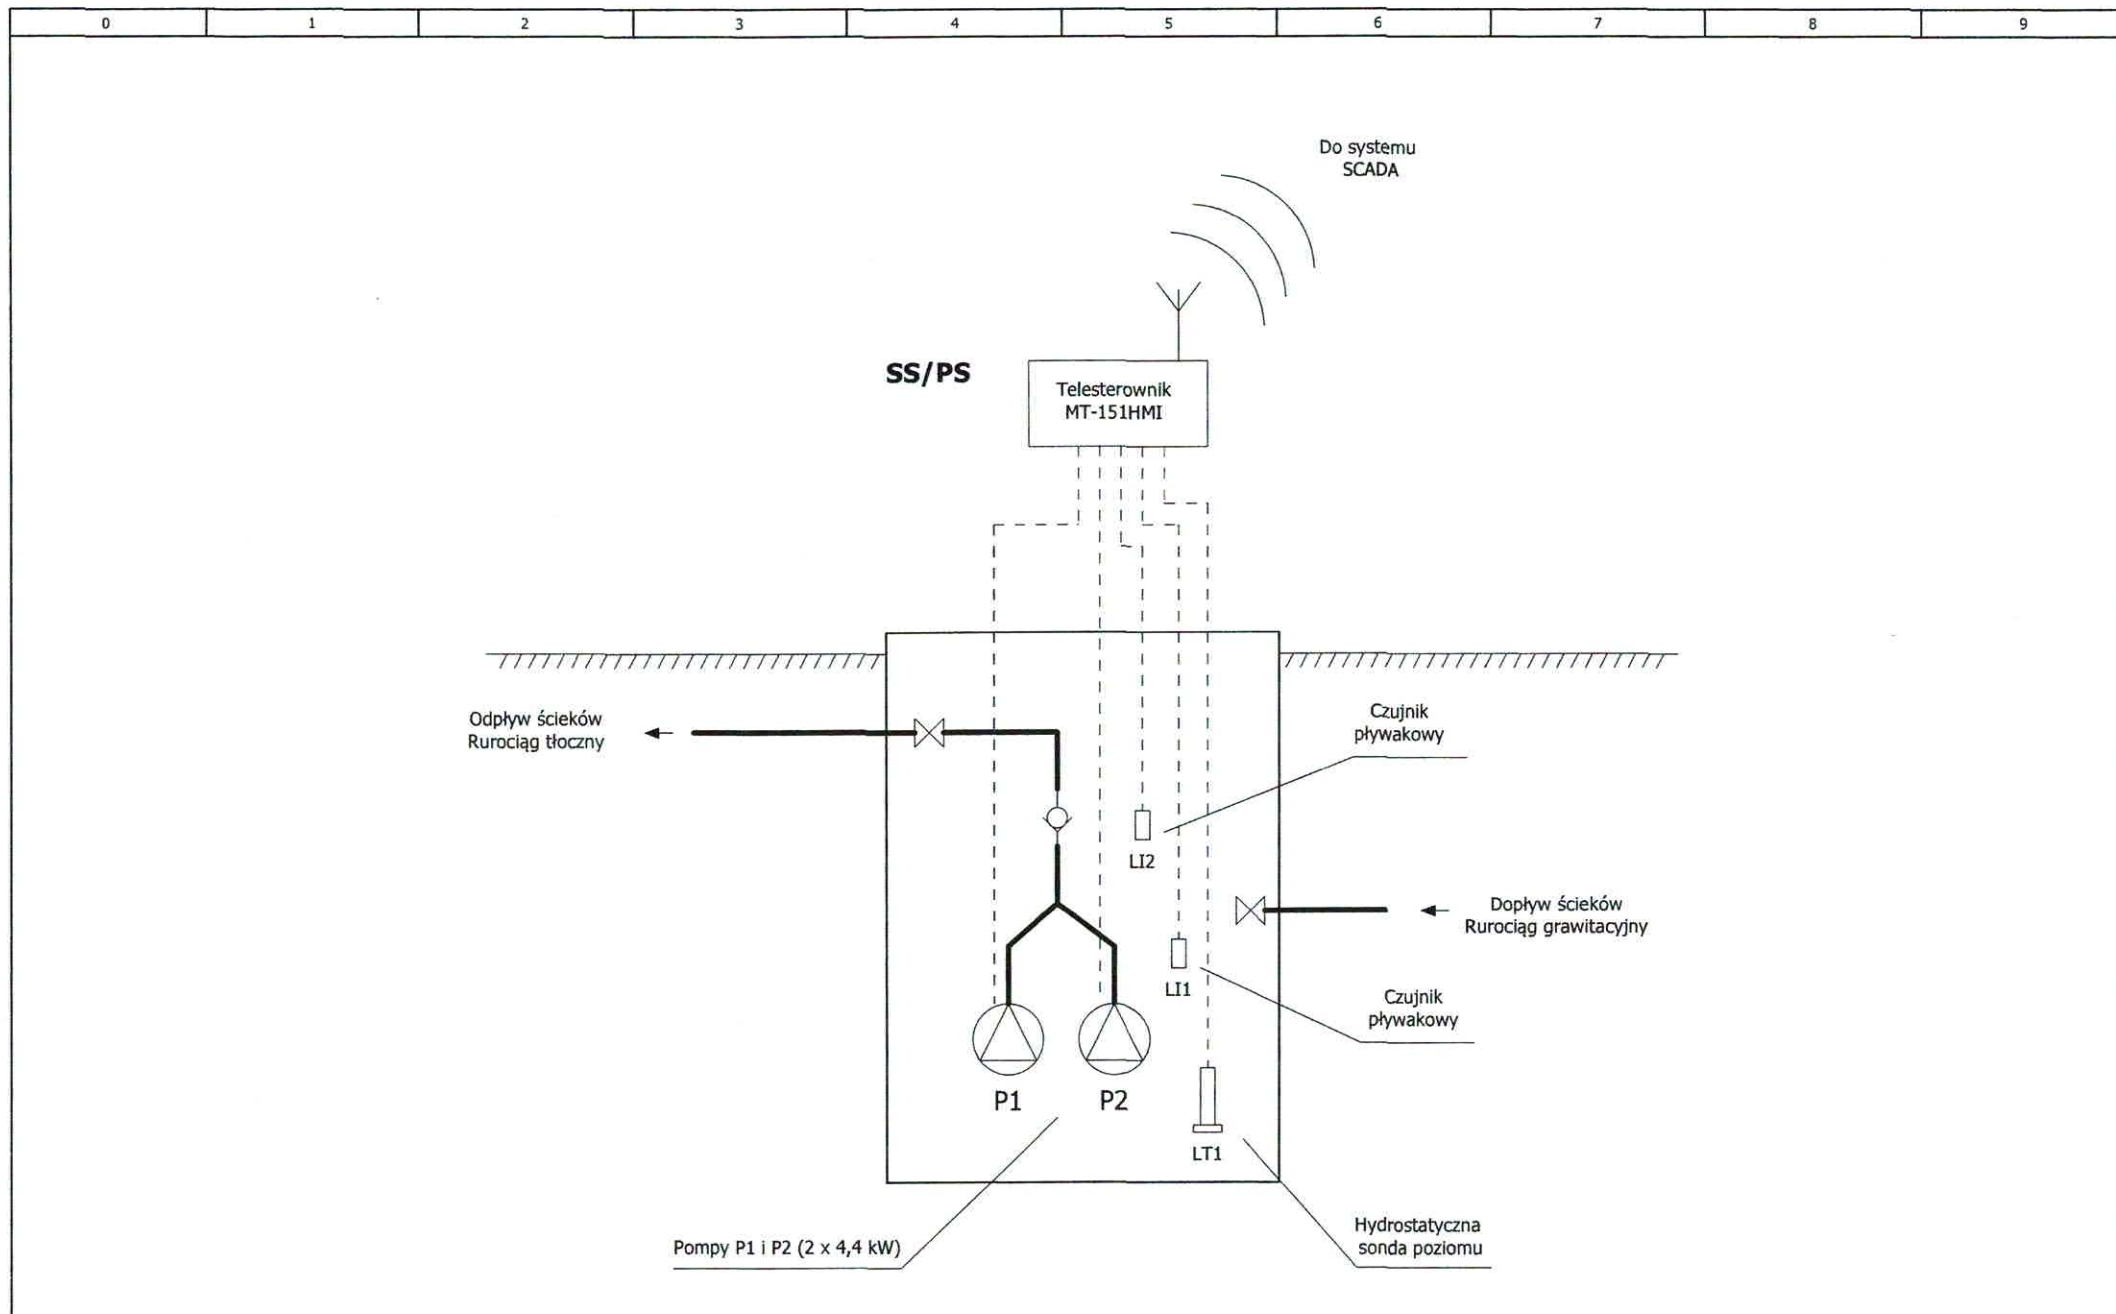 0 1 2 3 4 5 6 7 8 9
Do systemu
SCADA
SS/PS
Telesterownik
MT-151HMI
Odpływ ścieków
Rurociąg tłoczny
Czujnik
pływakowy
LI2
Dopływ ścieków
Rurociąg grawitacyjny
LI1
Czujnik
pływakowy
P1 P2
LT1
Pompy P1 i P2 (2 x 4,4 kW)
Hydrostatyczna
sonda poziomu